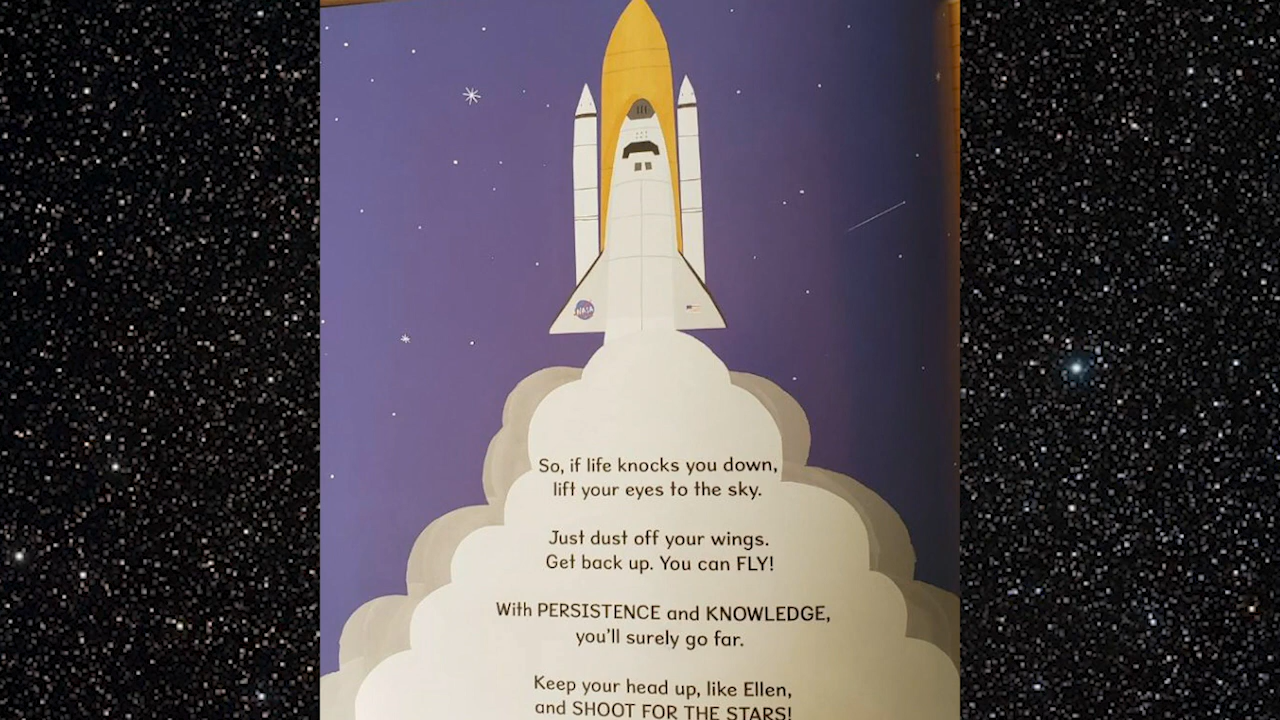 NASA
So, if life knocks you down,
lift your eyes to the sky.
Just dust off your wings.
Get back up. You can FLY!
With PERSISTENCE and KNOWLEDGE,
you'll surely go far.
Keep your head up, like Ellen,
and SHOOT FOR THE STARS!